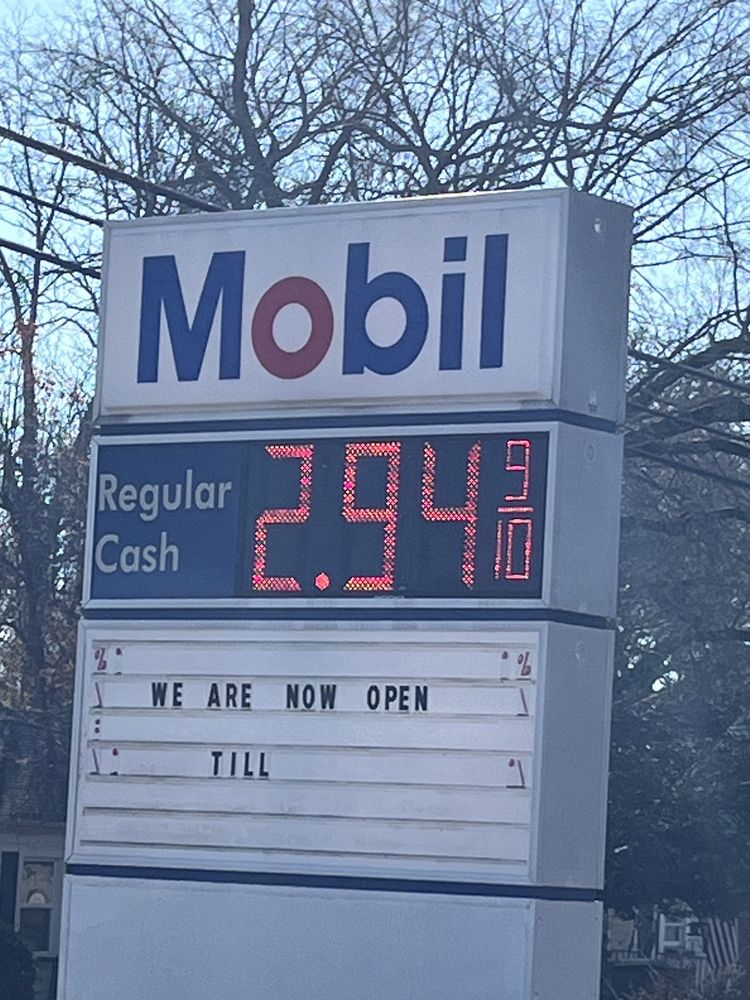 Mobil
Regular
Cash
2.94 9/10
% %
WE ARE NOW OPEN
TILL